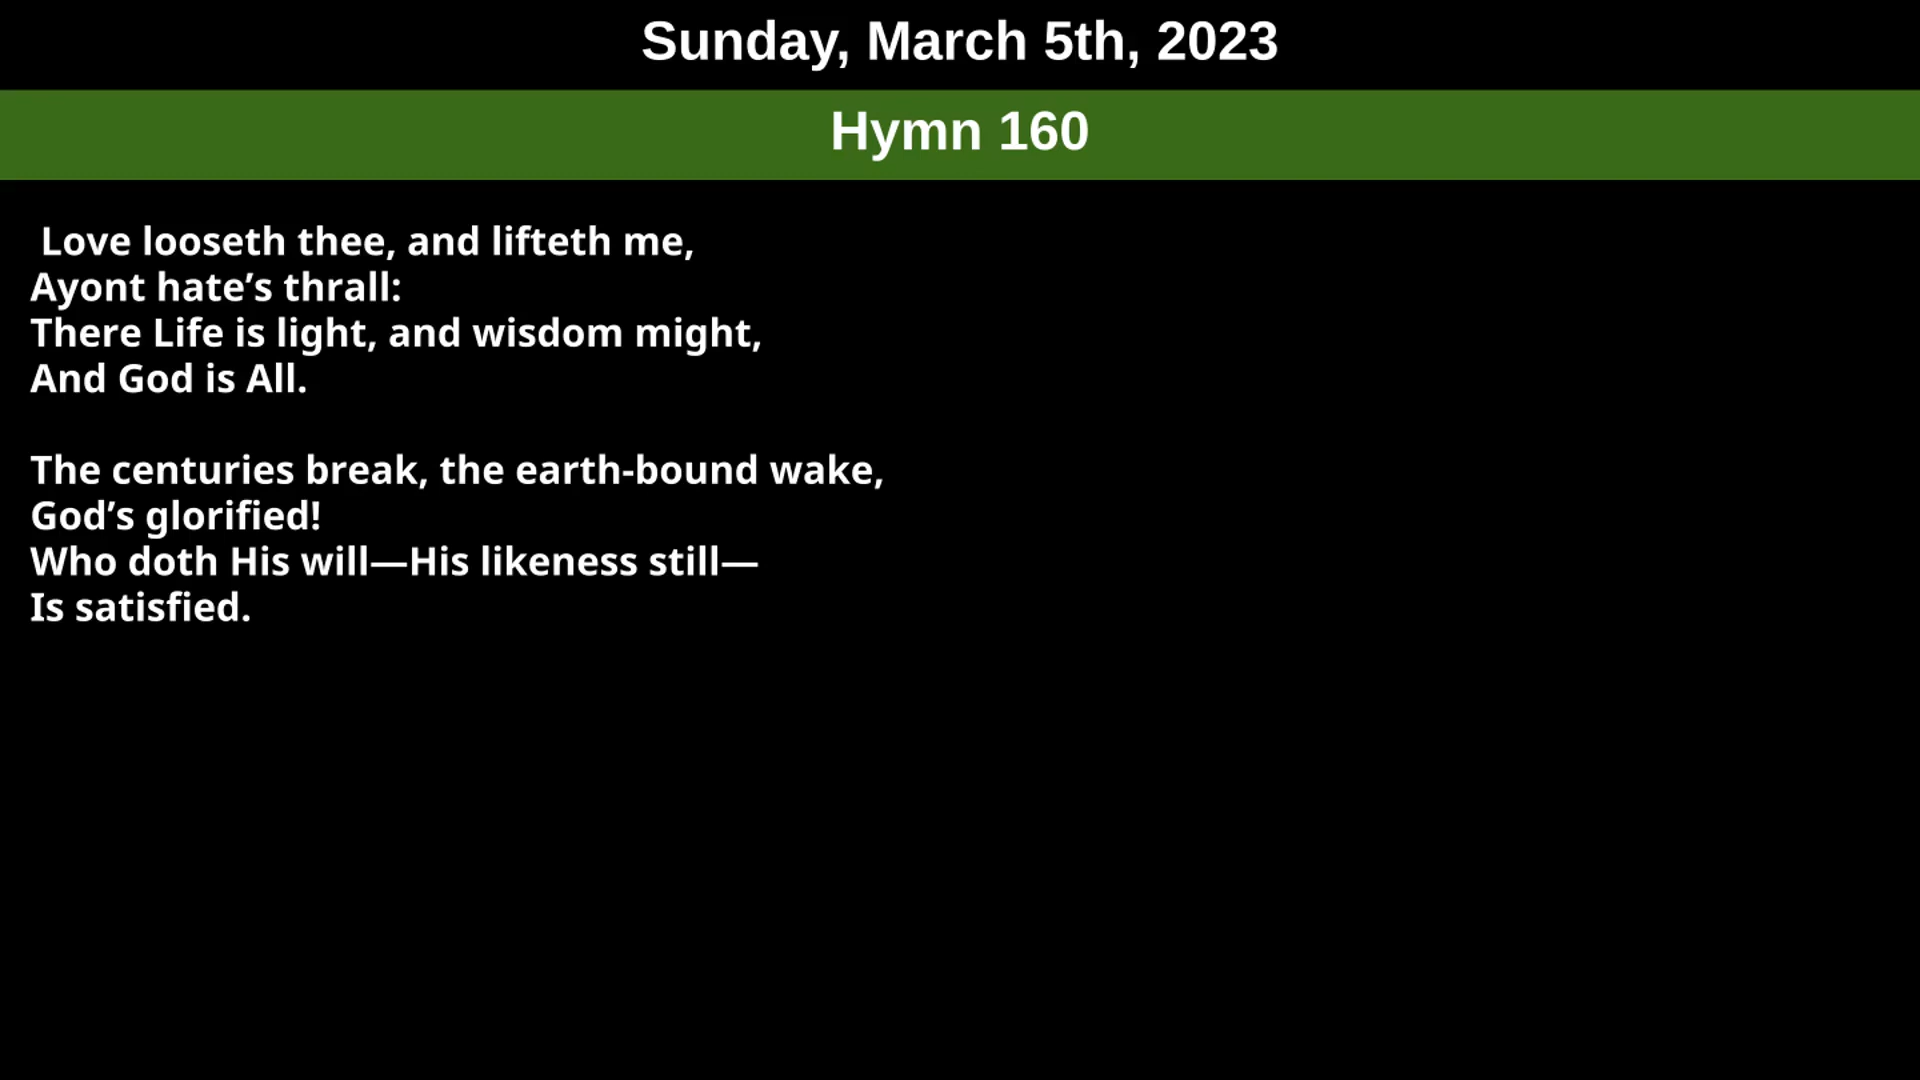 Sunday, March 5th, 2023
Hymn 160
Love looseth thee, and lifteth me,
Ayont hate’s thrall:
There Life is light, and wisdom might,
And God is All.
The centuries break, the earth-bound wake,
God’s glorified!
Who doth His will—His likeness still—
Is satisfied.